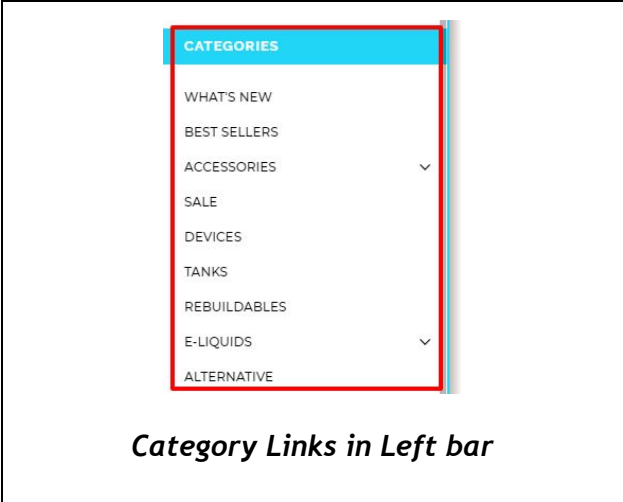 CATEGORIES
WHAT'S NEW
BEST SELLERS
ACCESSORIES
SALE
DEVICES
TANKS
REBUILDABLES
E-LIQUIDS
ALTERNATIVE
Category Links in Left bar